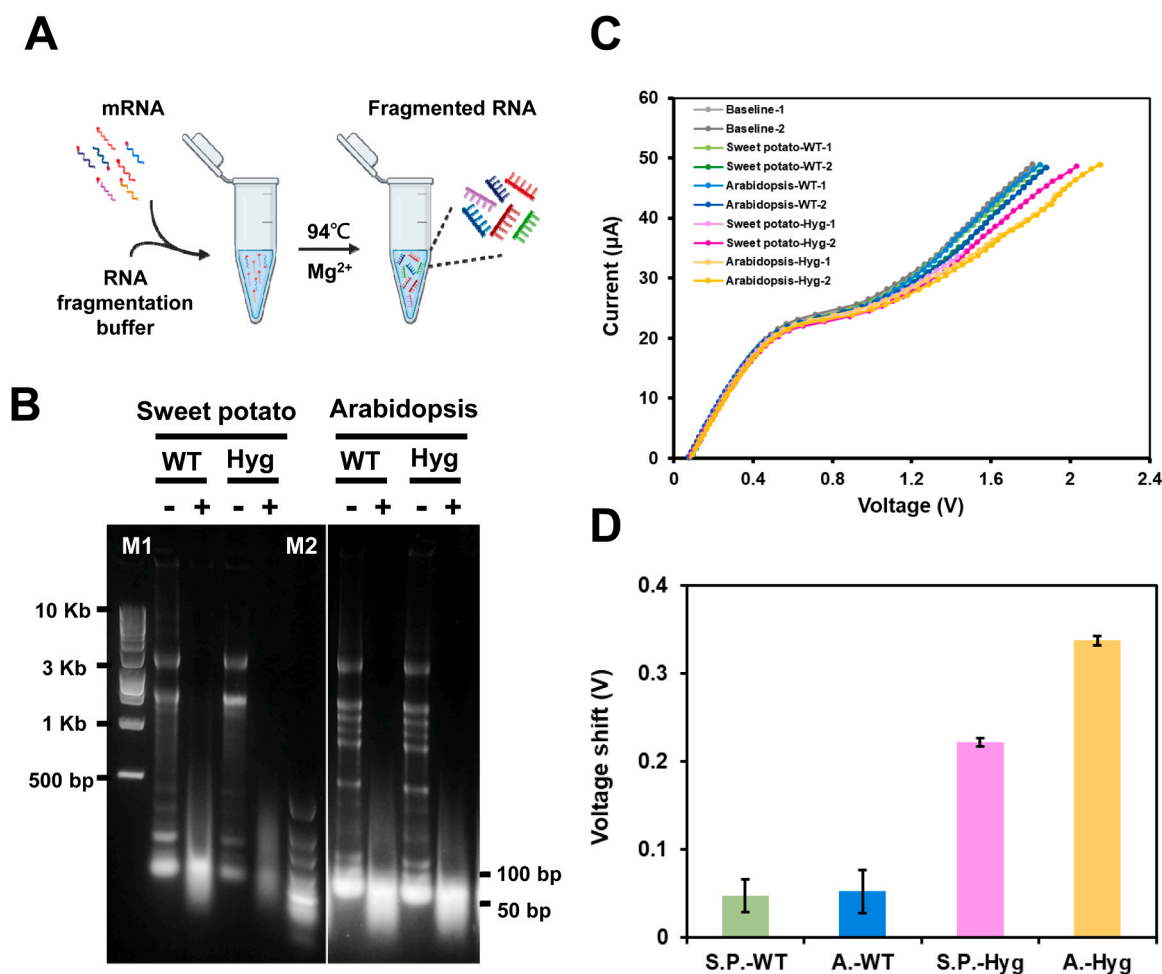 A
mRNA
RNA
fragmentation
buffer
94℃
Mg²⁺
Fragmented RNA
B
Sweet potato
Arabidopsis
WT
Hyg
WT
Hyg
- + - + - + - +
M1
M2
10 Kb
3 Kb
1 Kb
500 bp
100 bp
50 bp
C
Current (μA)
60
50
40
30
20
10
0
Baseline-1
Baseline-2
Sweet potato-WT-1
Sweet potato-WT-2
Arabidopsis-WT-1
Arabidopsis-WT-2
Sweet potato-Hyg-1
Sweet potato-Hyg-2
Arabidopsis-Hyg-1
Arabidopsis-Hyg-2
0 0.4 0.8 1.2 1.6 2 2.4
Voltage (V)
D
Voltage shift (V)
0.4
0.3
0.2
0.1
0
S.P.-WT A.-WT S.P.-Hyg A.-Hyg